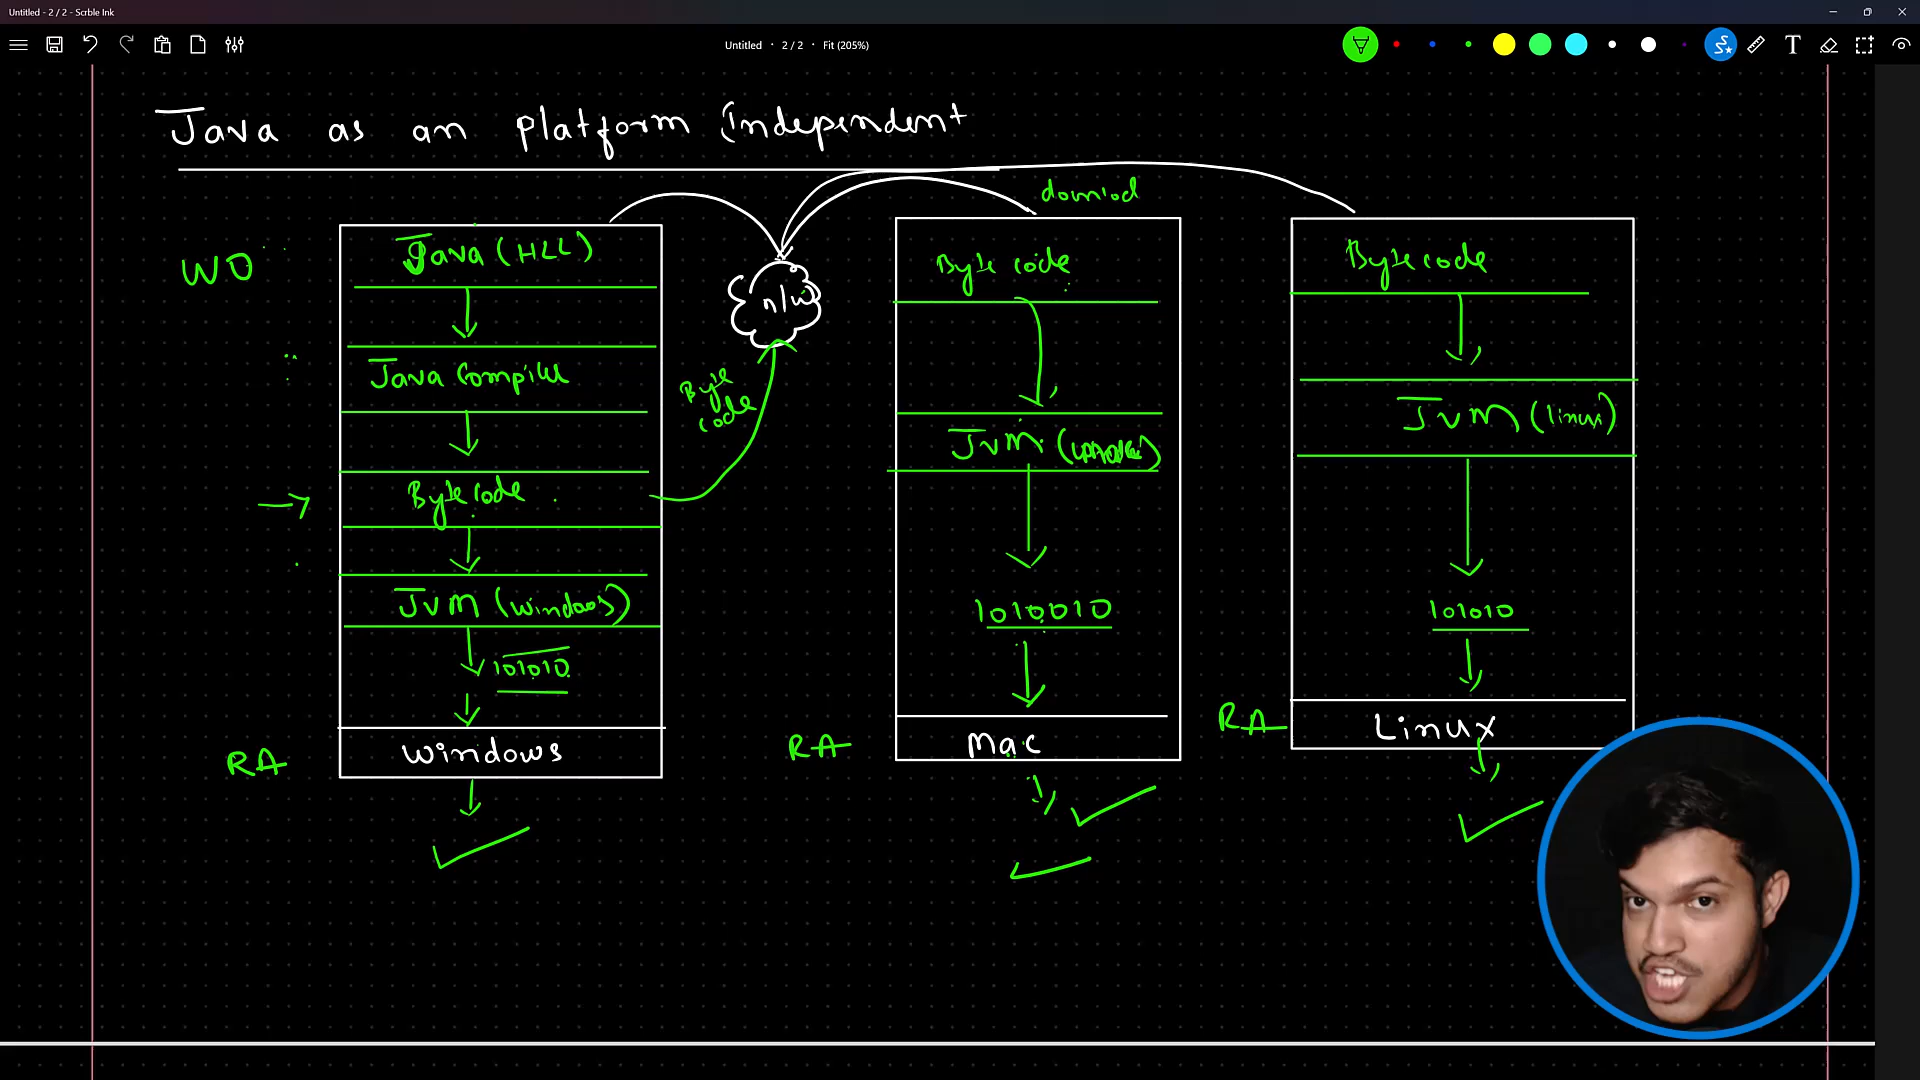 Untitled - 2 / 2 - Scrble Ink
Untitled • 2 / 2 • Fit (205%)
T
Java as an platform Independent
WO
Java (HLL)
Java Compiler
Byte code
JVM (windows)
101010
windows
RA
n/w
Byte
code
Byte code
JVM
1010010
Mac
RA
Byte code
JVM (linux)
101010
Linux
RA